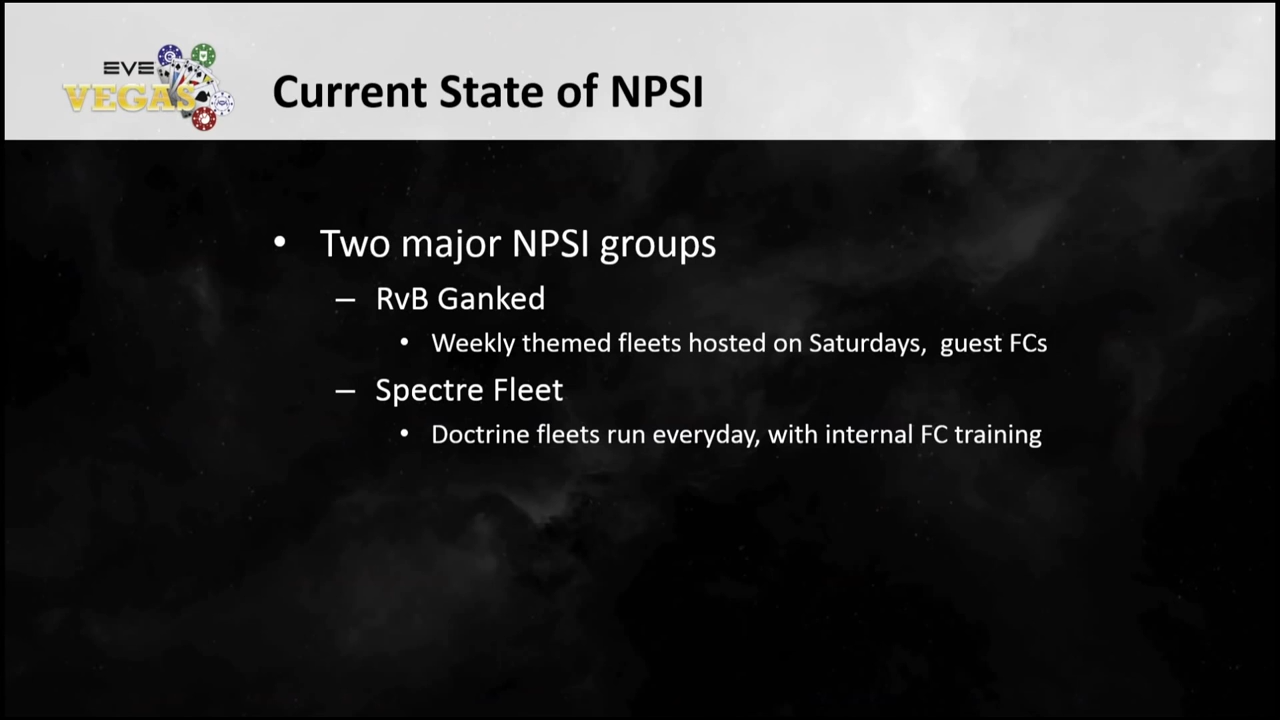 EVE
VEGAS
Current State of NPSI
• Two major NPSI groups
– RvB Ganked
• Weekly themed fleets hosted on Saturdays,  guest FCs
– Spectre Fleet
• Doctrine fleets run everyday, with internal FC training